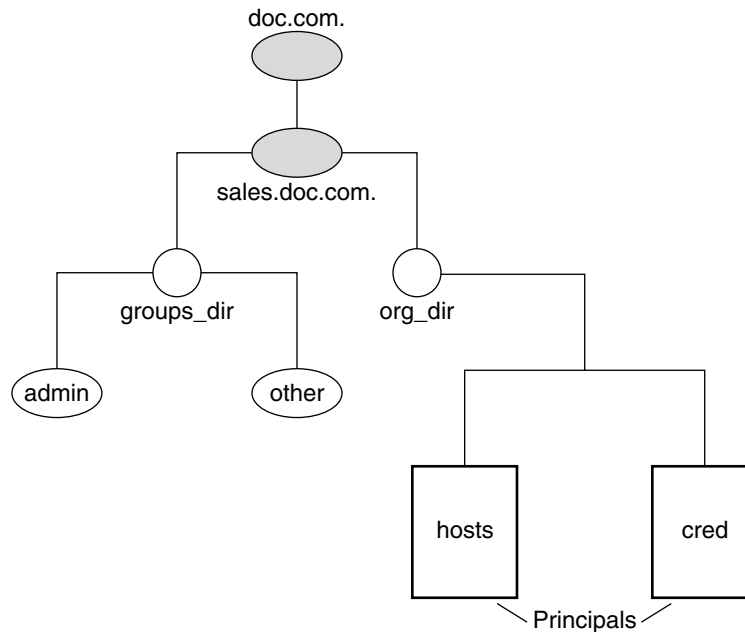 doc.com.
sales.doc.com.
groups_dir
org_dir
admin
other
hosts
cred
Principals